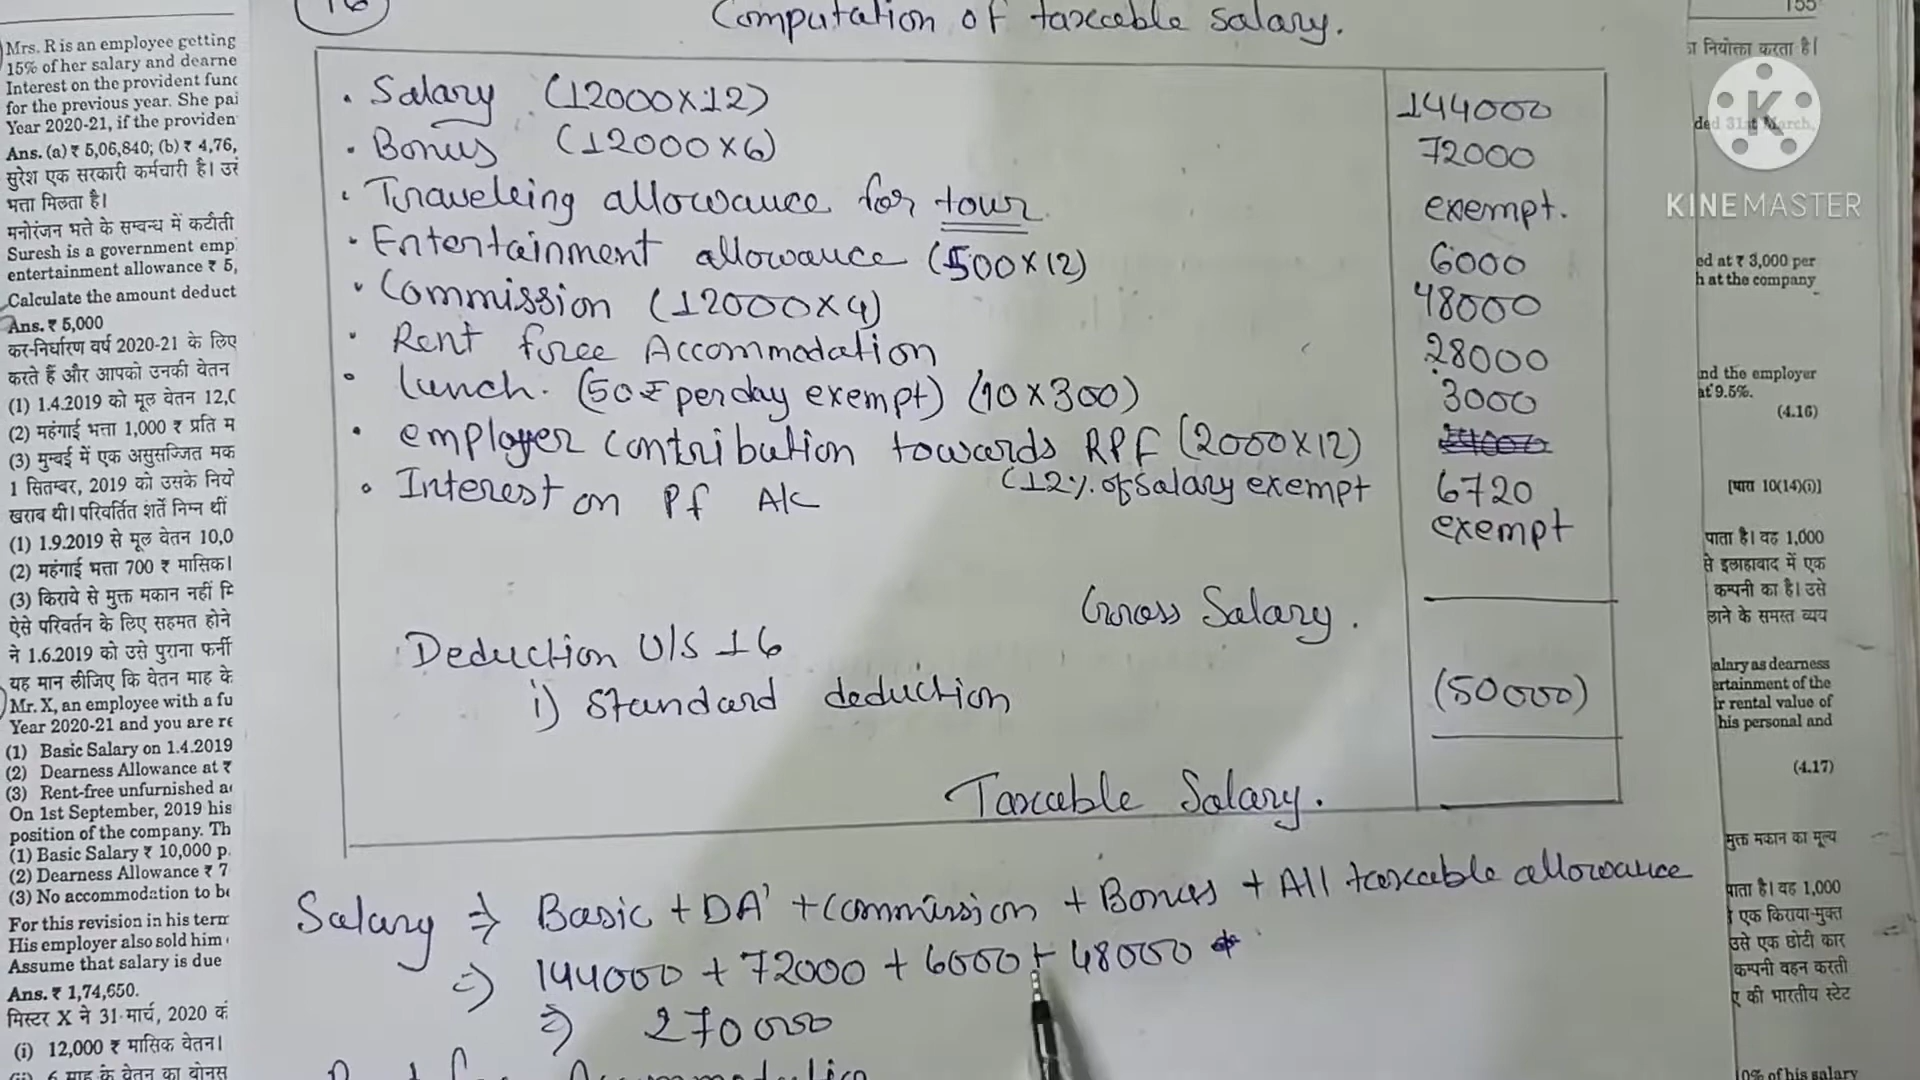 16
Computation of taxable salary.
155
Mrs. R is an employee getting
15% of her salary and dearne
Interest on the provident func
for the previous year. She pai
Year 2020-21, if the providen
Ans. (a) ₹ 5,06,840; (b) ₹ 4,76,
सुरेश एक सरकारी कर्मचारी है। उसे
भत्ता मिलता है।
मनोरंजन भत्ते के सम्बन्ध में कटौती
Suresh is a government emp
entertainment allowance ₹ 5,
Calculate the amount deduct
Ans. ₹ 5,000
कर-निर्धारण वर्ष 2020-21 के लिए
करते हैं और आपको उनकी वेतन
(1) 1.4.2019 को मूल वेतन 12,0
(2) महंगाई भत्ता 1,000 ₹ प्रति म
(3) मुम्बई में एक असुसज्जित मक
1 सितम्बर, 2019 को उसके नियो
खराब थी। परिवर्तित शर्तें निम्न थीं
(1) 1.9.2019 से मूल वेतन 10,0
(2) महंगाई भत्ता 700 ₹ मासिक।
(3) किराये से मुक्त मकान नहीं मि
ऐसे परिवर्तन के लिए सहमत होने
ने 1.6.2019 को उसे पुराना फर्नी
यह मान लीजिए कि वेतन माह के
Mr. X, an employee with a fu
Year 2020-21 and you are re
(1) Basic Salary on 1.4.2019
(2) Dearness Allowance at ₹
(3) Rent-free unfurnished a
On 1st September, 2019 his
position of the company. Th
(1) Basic Salary ₹ 10,000 p.
(2) Dearness Allowance ₹ 7
(3) No accommodation to be
For this revision in his term
His employer also sold him
Assume that salary is due
Ans. ₹ 1,74,650.
मिस्टर X ने 31 मार्च, 2020 को
(i) 12,000 ₹ मासिक वेतन।
(ii) 6 माह के वेतन का बोनस
• Salary (12000×12) 144000
• Bonus (12000×6) 72000
• Traveling allowance for tour exempt.
• Entertainment allowance (500×12) 6000
• Commission (12000×4) 48000
• Rent free Accommodation 28000
• lunch. (50₹ per day exempt) (10×300) 3000
• employer contribution towards RPF (2000×12)
(12% of salary exempt 6720
• Interest on Pf A/c exempt
Gross Salary.
Deduction U/S 16
i) Standard deduction (50000)
Taxable Salary.
Salary ⇒ Basic + DA' + Commission + Bonus + All taxable allowance
⇒ 144000 + 72000 + 6000 + 48000
⇒ 270000
Accommodation
नियोक्ता करता है।
K
ded 31st March,
KINEMASTER
ed at ₹ 3,000 per
h at the company
nd the employer
at 9.5%.
(4.16)
[धारा 10(14)(i)]
पाता है। वह 1,000
से इलाहाबाद में एक
कम्पनी का है। उसे
लाने के समस्त व्यय
alary as dearness
ertainment of the
ir rental value of
his personal and
(4.17)
मुक्त मकान का मूल्य
पाता है। वह 1,000
एक किराया-मुक्त
उसे एक छोटी कार
कम्पनी वहन करती
ए की भारतीय स्टेट
10% of his salary